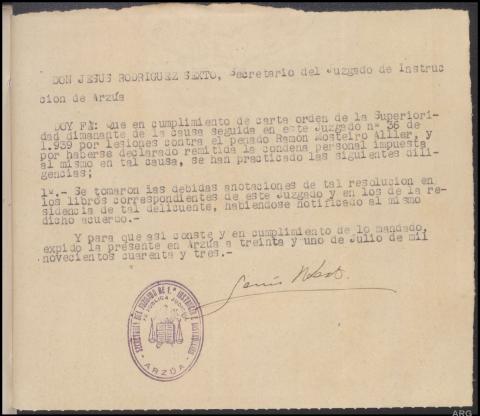 DON JESUS RODRIGUEZ SEXTO, Secretario del Juzgado de Instruc
cion de Arzúa
DOY FE: Que en cumplimiento de carta orden de la Superiori-
dad dimanante de la causa seguida en este Juzgado nº 36 de
1.939 por lesiones contra el penado Ramón Mosteiro Aller, y
por haberse declarado remitida la condena personal impuesta
al mismo en tal causa, se han practicado las siguientes dili-
gencias;
1º.- Se tomaron las debidas anotaciones de tal resolucion en
los libros correspondientes de este Juzgado y en los de la re-
sidencia de tal delicuente, habiendose notificado al mismo
dicho acuerdo.-
Y para que asi conste y en cumplimiento de lo mandado,
expido la presente en Arzúa a treinta y uno de Julio de mil
novecientos cuarenta y tres.-
FE PUBLICA
ARZÚA
ARG